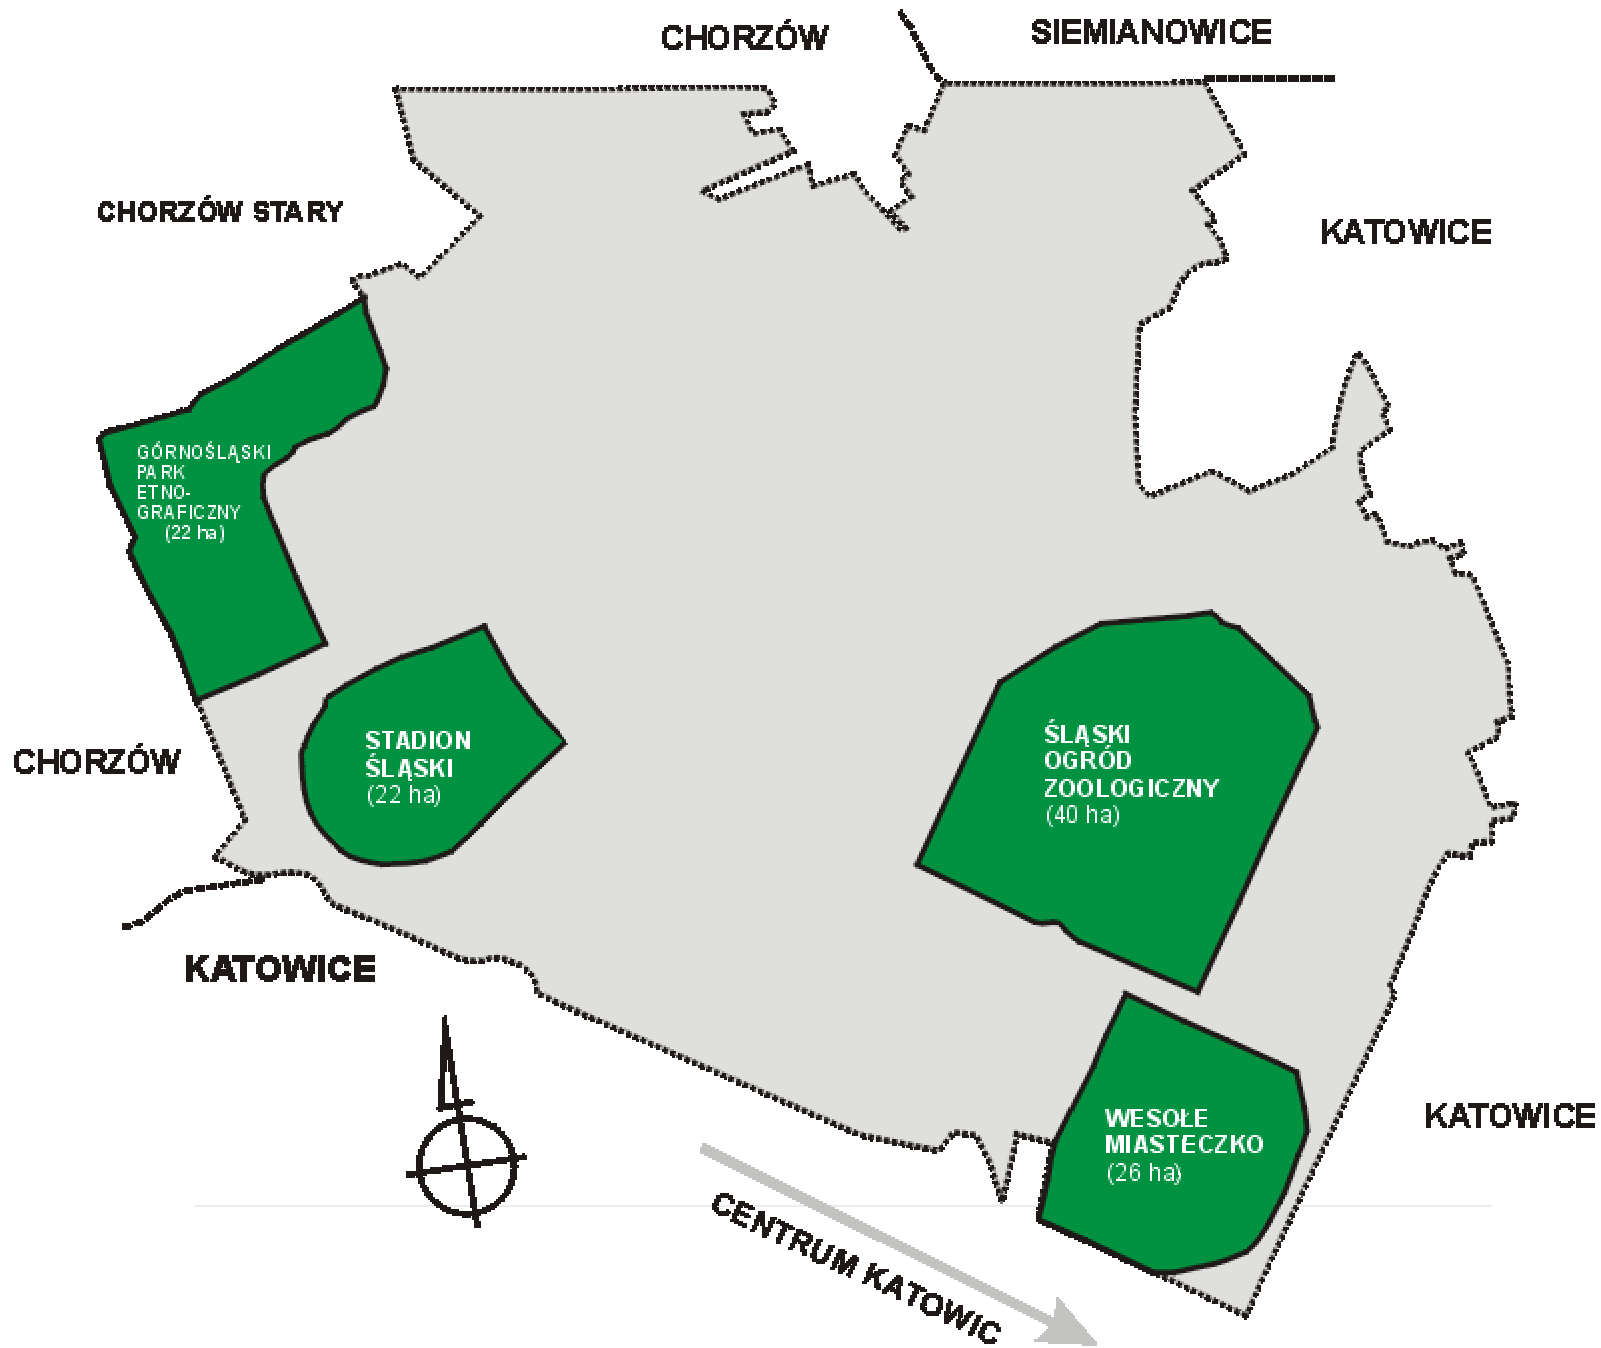 CHORZÓW
SIEMIANOWICE
CHORZÓW STARY
KATOWICE
GÓRNOŚLĄSKI
PARK
ETNO-
GRAFICZNY
(22 ha)
STADION
ŚLĄSKI
(22 ha)
ŚLĄSKI
OGRÓD
ZOOLOGICZNY
(40 ha)
CHORZÓW
KATOWICE
WESOŁE
MIASTECZKO
(26 ha)
KATOWICE
CENTRUM KATOWIC